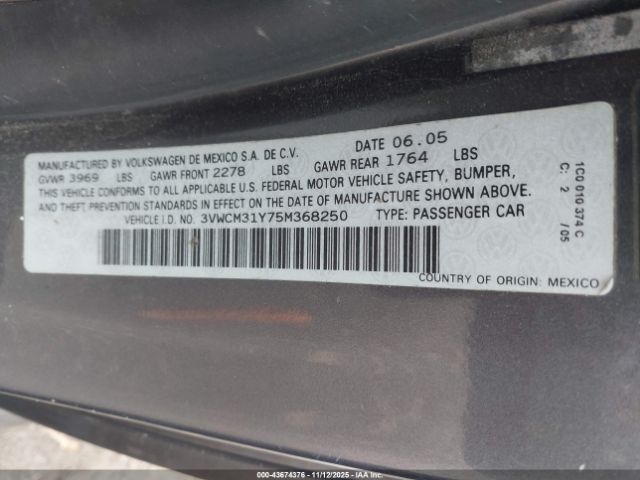 MANUFACTURED BY VOLKSWAGEN DE MEXICO S.A. DE C.V. DATE 06.05
GVWR 3969 LBS GAWR FRONT 2278 LBS GAWR REAR 1764 LBS
THIS VEHICLE CONFORMS TO ALL APPLICABLE U.S. FEDERAL MOTOR VEHICLE SAFETY, BUMPER,
AND THEFT PREVENTION STANDARDS IN EFFECT ON THE DATE OF MANUFACTURE SHOWN ABOVE.
VEHICLE I.D. NO. 3VWCM31Y75M368250 TYPE: PASSENGER CAR
COUNTRY OF ORIGIN: MEXICO
1C0 010 374 C
C: 2 /05
IAA 00-43674376 | 11/12/2025 | IAAI.COM